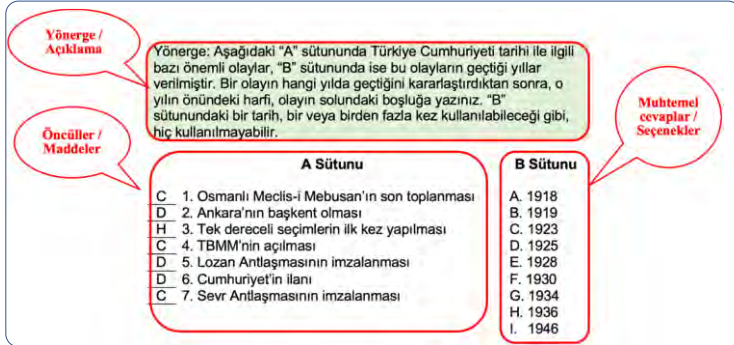 Yönerge /
Açıklama
Yönerge: Aşağıdaki “A” sütununda Türkiye Cumhuriyeti tarihi ile ilgili
bazı önemli olaylar, “B” sütununda ise bu olayların geçtiği yıllar
verilmiştir. Bir olayın hangi yılda geçtiğini kararlaştırdıktan sonra, o
yılın önündeki harfi, olayın solundaki boşluğa yazınız. “B”
sütunundaki bir tarih, bir veya birden fazla kez kullanılabileceği gibi,
hiç kullanılmayabilir.
Muhtemel
cevaplar /
Seçenekler
Öncüller /
Maddeler
A Sütunu
C 1. Osmanlı Meclis-i Mebusan’ın son toplanması
D 2. Ankara’nın başkent olması
H 3. Tek dereceli seçimlerin ilk kez yapılması
C 4. TBMM’nin açılması
D 5. Lozan Antlaşmasının imzalanması
D 6. Cumhuriyet’in ilanı
C 7. Sevr Antlaşmasının imzalanması
B Sütunu
A. 1918
B. 1919
C. 1923
D. 1925
E. 1928
F. 1930
G. 1934
H. 1936
I. 1946